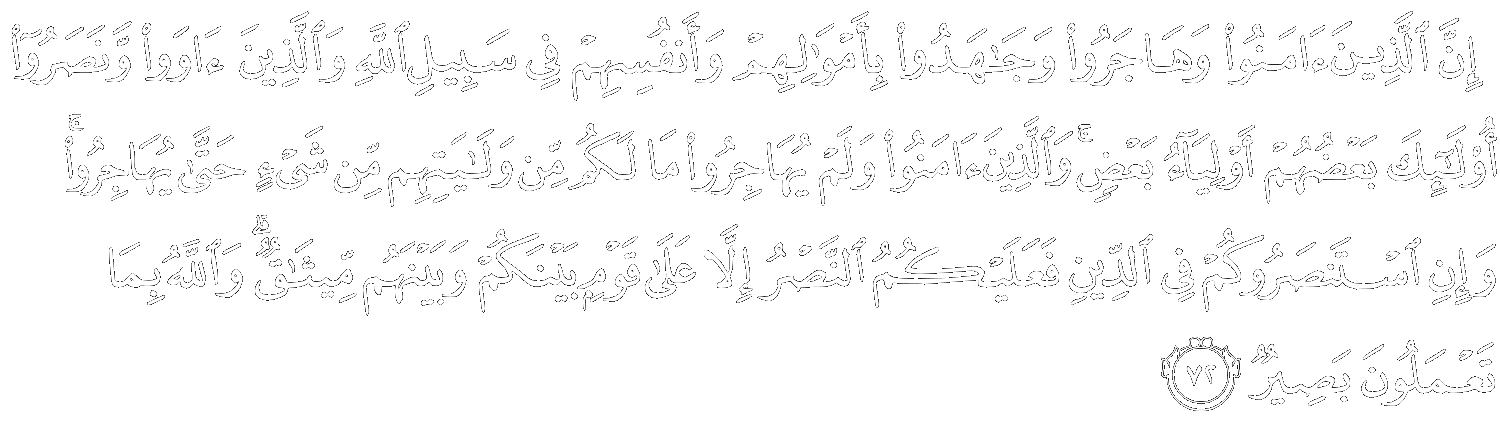 إِنَّ ٱلَّذِينَ ءَامَنُوا۟ وَهَاجَرُوا۟ وَجَـٰهَدُوا۟ بِأَمْوَٰلِهِمْ وَأَنفُسِهِمْ فِى سَبِيلِ ٱللَّهِ وَٱلَّذِينَ ءَاوَوا۟ وَّنَصَرُوٓا۟
أُو۟لَـٰٓئِكَ بَعْضُهُمْ أَوْلِيَآءُ بَعْضٍ ۚ وَٱلَّذِينَ ءَامَنُوا۟ وَلَمْ يُهَاجِرُوا۟ مَا لَكُم مِّن وَلَـٰيَتِهِم مِّن شَىْءٍ حَتَّىٰ يُهَاجِرُوا۟ ۚ
وَإِنِ ٱسْتَنصَرُوكُمْ فِى ٱلدِّينِ فَعَلَيْكُمُ ٱلنَّصْرُ إِلَّا عَلَىٰ قَوْمٍۭ بَيْنَكُمْ وَبَيْنَهُم مِّيثَـٰقٌ ۗ وَٱللَّهُ بِمَا
تَعْمَلُونَ بَصِيرٌ ٧٢